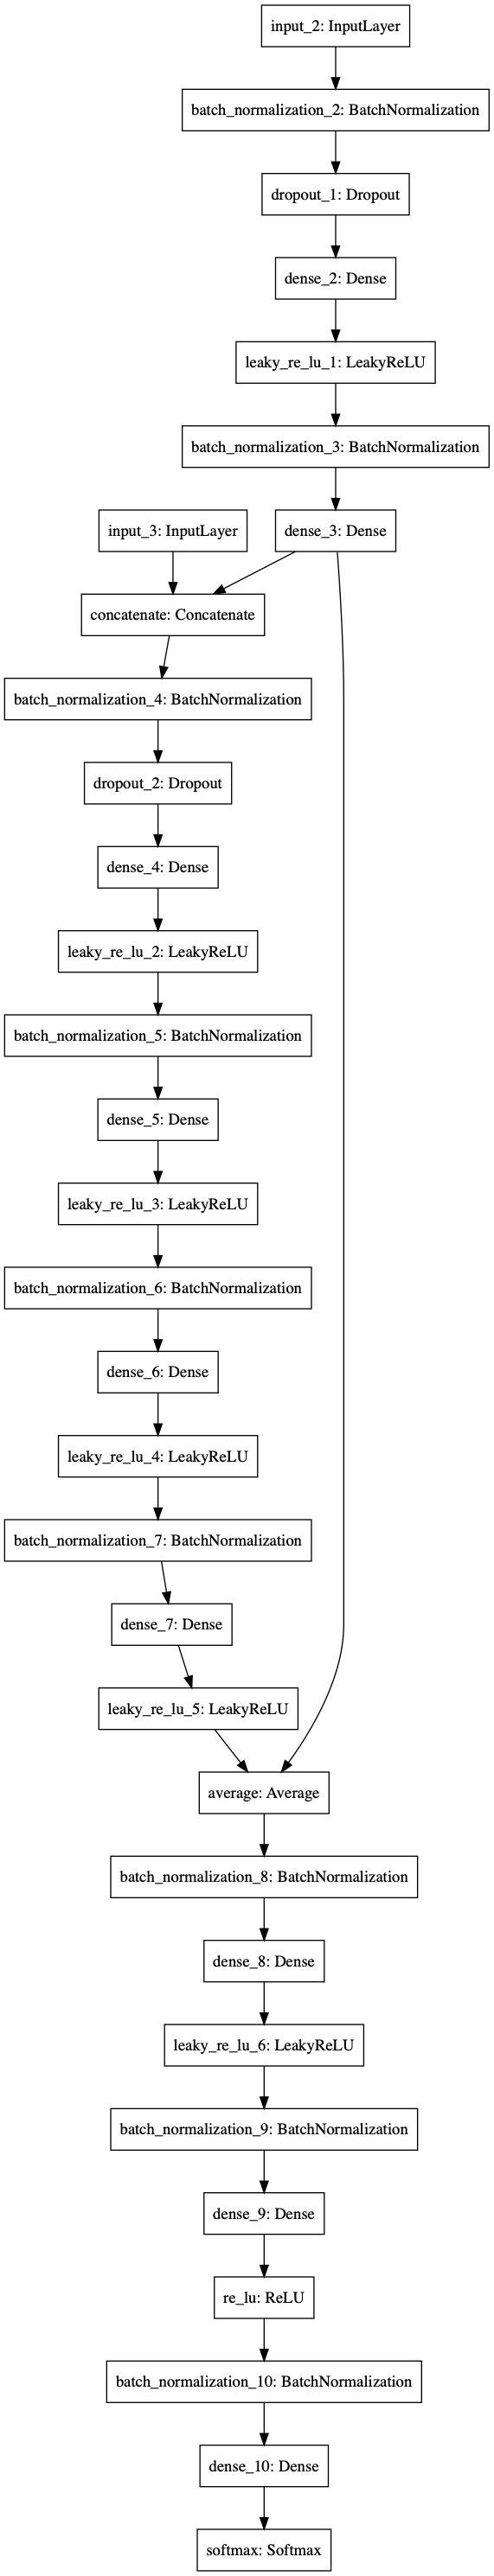 input_2: InputLayer
batch_normalization_2: BatchNormalization
dropout_1: Dropout
dense_2: Dense
leaky_re_lu_1: LeakyReLU
batch_normalization_3: BatchNormalization
input_3: InputLayer
dense_3: Dense
concatenate: Concatenate
batch_normalization_4: BatchNormalization
dropout_2: Dropout
dense_4: Dense
leaky_re_lu_2: LeakyReLU
batch_normalization_5: BatchNormalization
dense_5: Dense
leaky_re_lu_3: LeakyReLU
batch_normalization_6: BatchNormalization
dense_6: Dense
leaky_re_lu_4: LeakyReLU
batch_normalization_7: BatchNormalization
dense_7: Dense
leaky_re_lu_5: LeakyReLU
average: Average
batch_normalization_8: BatchNormalization
dense_8: Dense
leaky_re_lu_6: LeakyReLU
batch_normalization_9: BatchNormalization
dense_9: Dense
re_lu: ReLU
batch_normalization_10: BatchNormalization
dense_10: Dense
softmax: Softmax